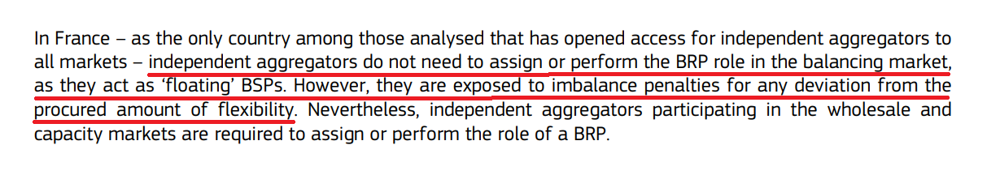 In France – as the only country among those analysed that has opened access for independent aggregators to
all markets – independent aggregators do not need to assign or perform the BRP role in the balancing market,
as they act as ‘floating’ BSPs. However, they are exposed to imbalance penalties for any deviation from the
procured amount of flexibility. Nevertheless, independent aggregators participating in the wholesale and
capacity markets are required to assign or perform the role of a BRP.